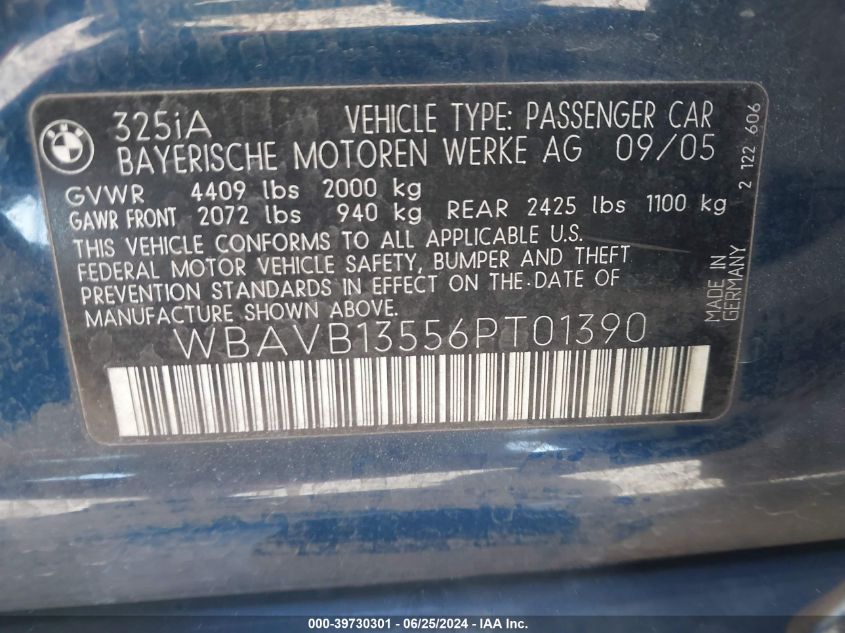 325iA VEHICLE TYPE: PASSENGER CAR
BAYERISCHE MOTOREN WERKE AG 09/05
GVWR 4409 lbs 2000 kg
GAWR FRONT 2072 lbs 940 kg REAR 2425 lbs 1100 kg
THIS VEHICLE CONFORMS TO ALL APPLICABLE U.S.
FEDERAL MOTOR VEHICLE SAFETY, BUMPER AND THEFT
PREVENTION STANDARDS IN EFFECT ON THE DATE OF
MANUFACTURE SHOWN ABOVE.
WBAVB13556PT01390
MADE IN
GERMANY
2 122 606
000-39730301 / 06/25/2024 / IAAI.COM